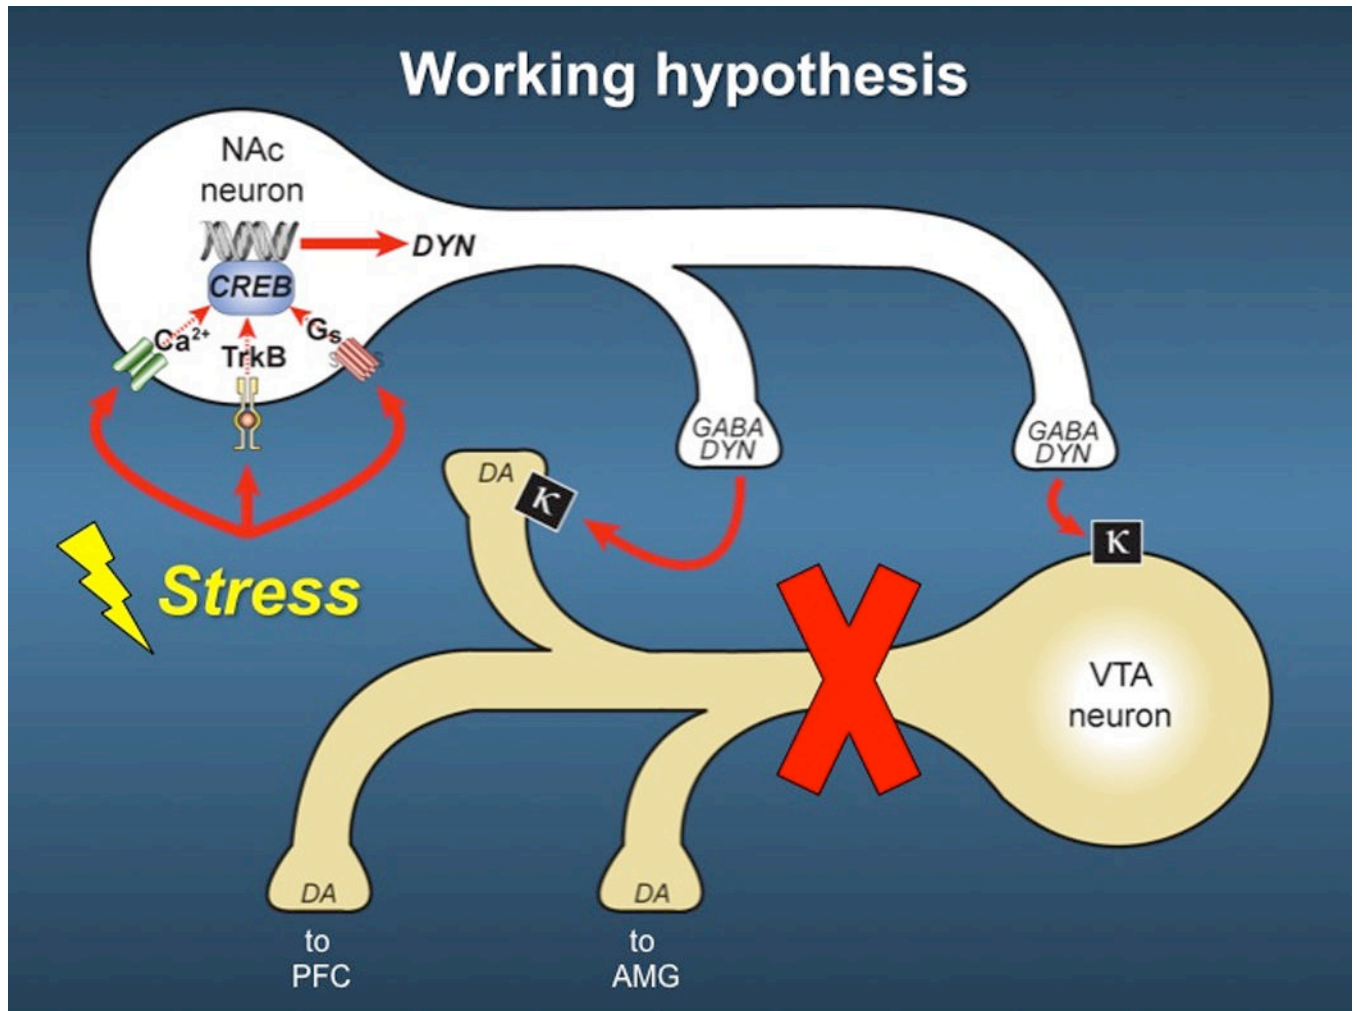 Working hypothesis
NAc
neuron
DYN
CREB
Ca²⁺
TrkB
Gs
GABA
DYN
GABA
DYN
DA
κ
κ
Stress
VTA
neuron
DA
DA
to
PFC
to
AMG